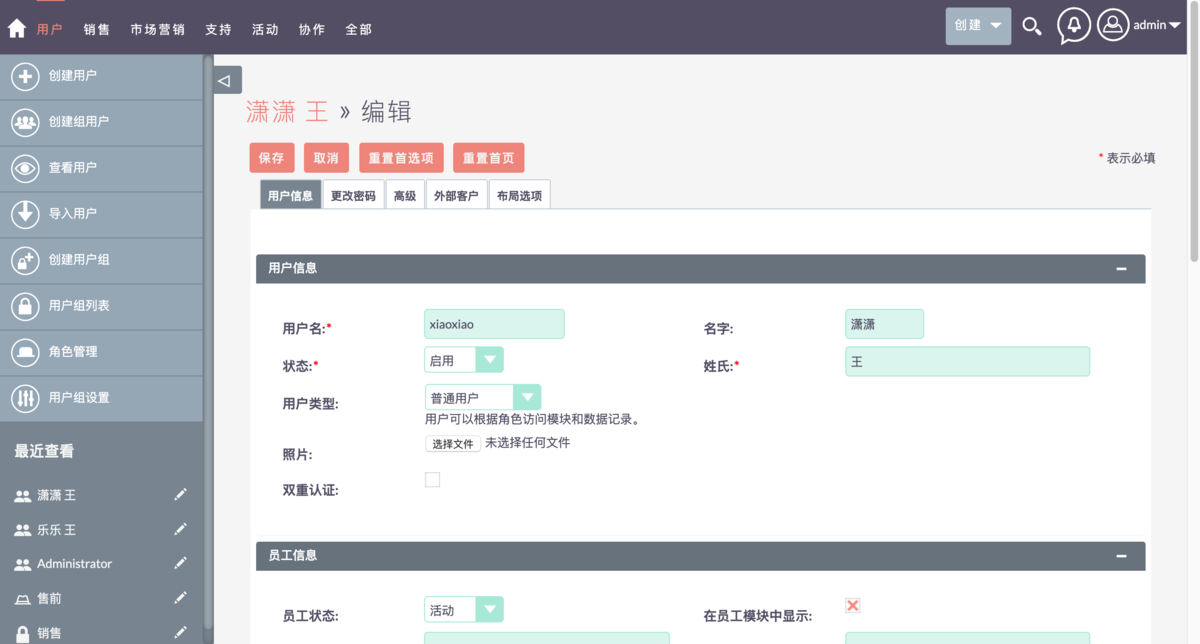 用户 销售 市场营销 支持 活动 协作 全部 创建 admin
创建用户
创建组用户
查看用户
导入用户
创建用户组
用户组列表
角色管理
用户组设置
最近查看
潇潇 王
乐乐 王
Administrator
售前
销售
潇潇 王 » 编辑
保存 取消 重置首选项 重置首页
* 表示必填
用户信息 更改密码 高级 外部客户 布局选项
用户信息
用户名:* xiaoxiao 名字: 潇潇
状态:* 启用 姓氏:* 王
用户类型: 普通用户
用户可以根据角色访问模块和数据记录。
照片: 选择文件 未选择任何文件
双重认证:
员工信息
员工状态: 活动 在员工模块中显示: